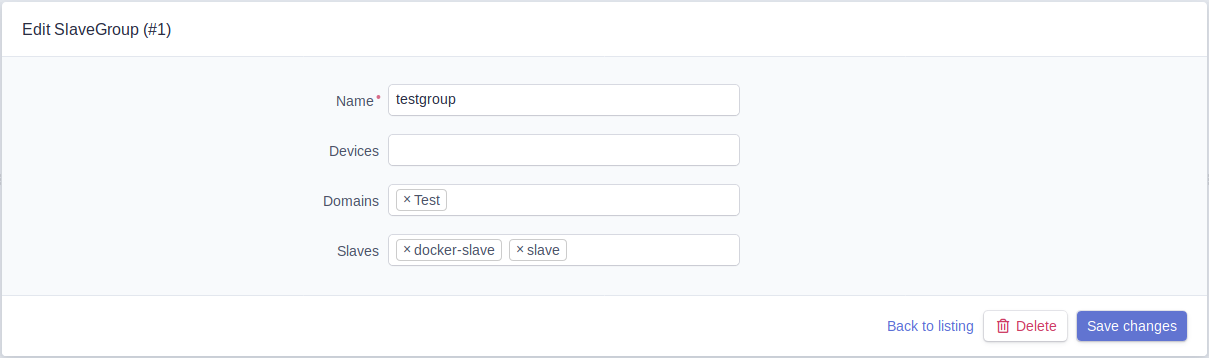 Edit SlaveGroup (#1)
Name* testgroup
Devices
Domains × Test
Slaves × docker-slave × slave
Back to listing Delete Save changes